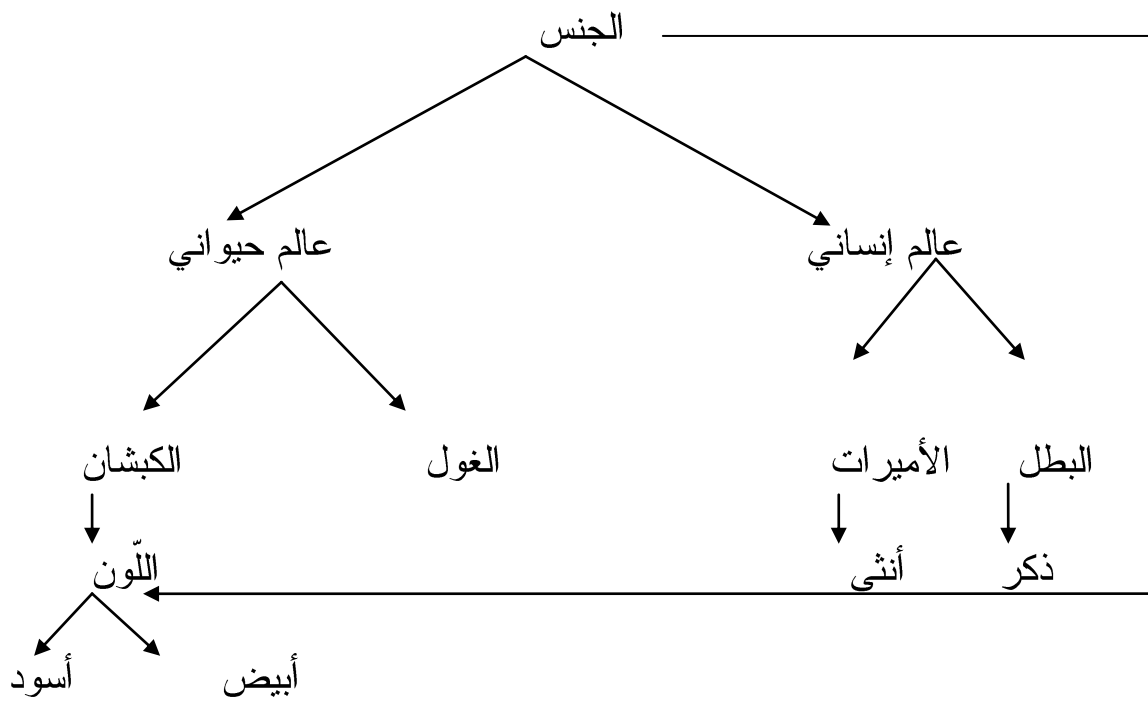 الجنس
عالم إنساني عالم حيواني
البطل الأميرات الغول الكبشان
ذكر أنثى اللّون
أبيض أسود